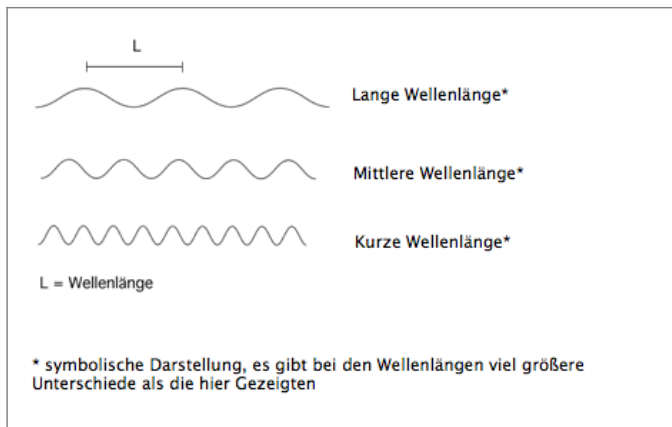 L
Lange Wellenlänge*
Mittlere Wellenlänge*
Kurze Wellenlänge*
L = Wellenlänge
* symbolische Darstellung, es gibt bei den Wellenlängen viel größere
Unterschiede als die hier Gezeigten